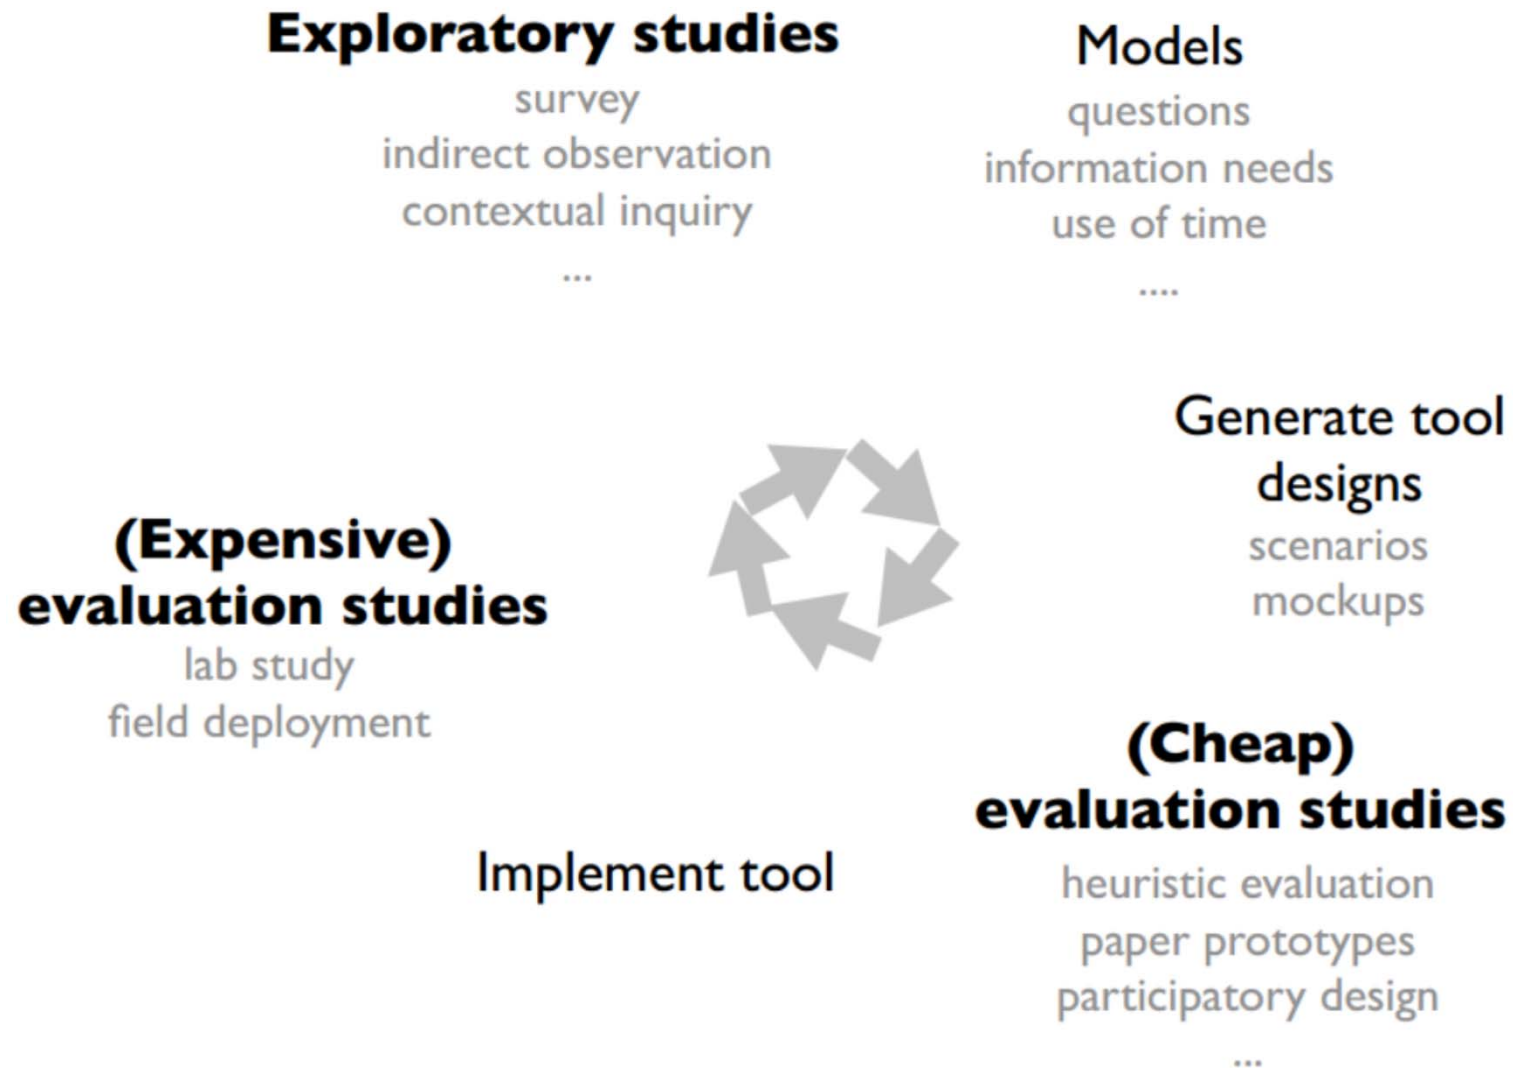 Exploratory studies
survey
indirect observation
contextual inquiry
...
Models
questions
information needs
use of time
....
Generate tool
designs
scenarios
mockups
(Cheap)
evaluation studies
heuristic evaluation
paper prototypes
participatory design
...
Implement tool
(Expensive)
evaluation studies
lab study
field deployment